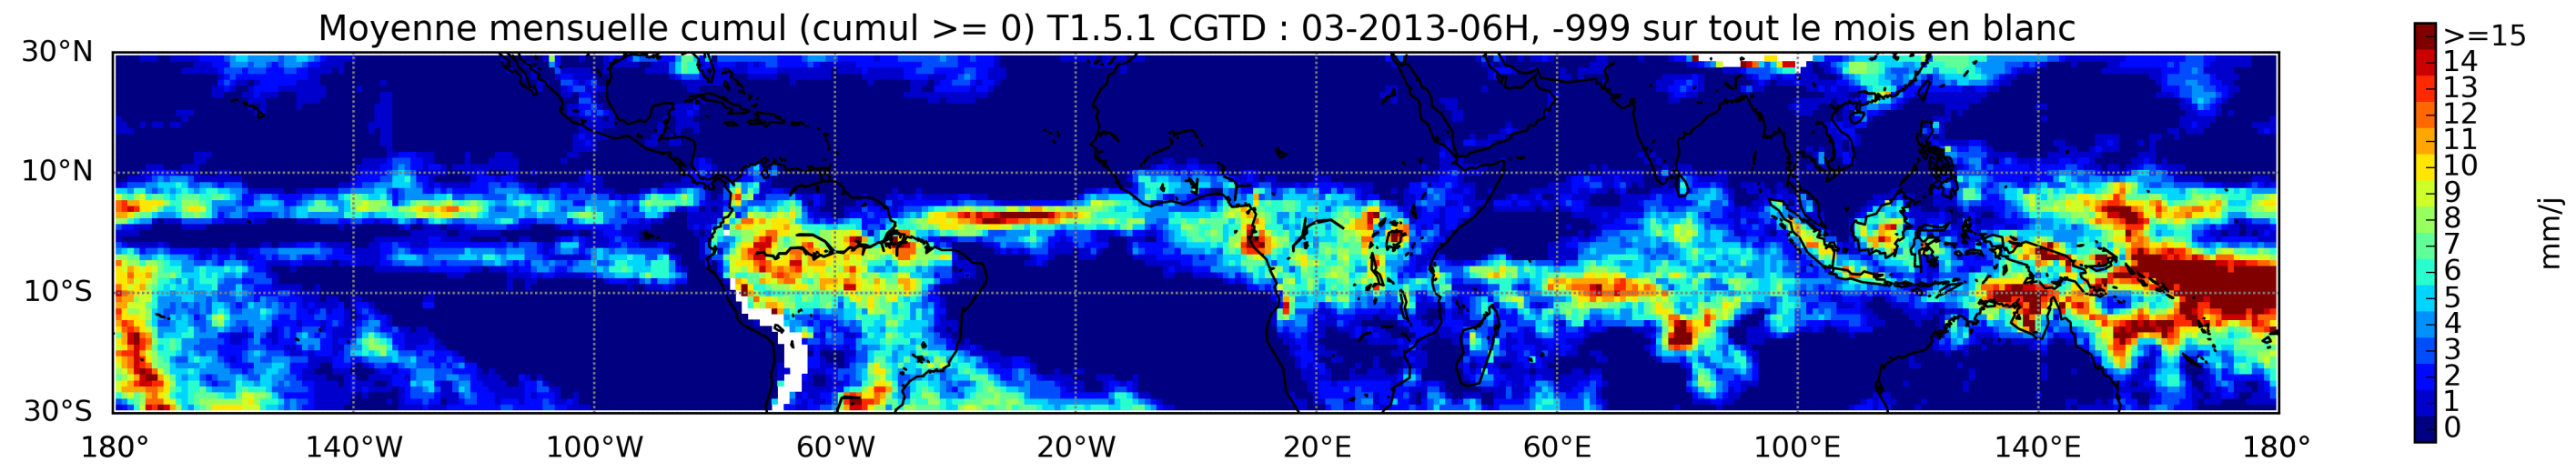 Moyenne mensuelle cumul (cumul >= 0) T1.5.1 CGTD : 03-2013-06H, -999 sur tout le mois en blanc
30°N
10°N
10°S
30°S
180° 140°W 100°W 60°W 20°W 20°E 60°E 100°E 140°E 180°
>=15
14
13
12
11
10
9
8
7
6
5
4
3
2
1
0
mm/j